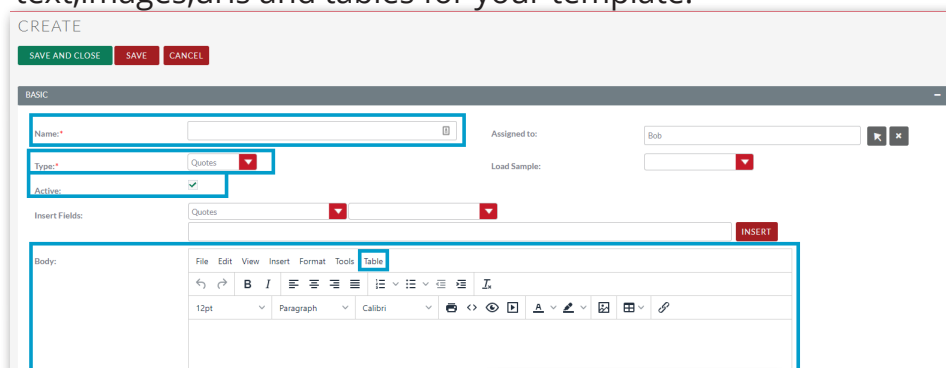 text,images,urls and tables for your template.
CREATE
SAVE AND CLOSE SAVE CANCEL
BASIC
Name:* Assigned to: Bob
Type:* Quotes Load Sample:
Active:
Insert Fields: Quotes
INSERT
Body: File Edit View Insert Format Tools Table
B I
12pt Paragraph Calibri A